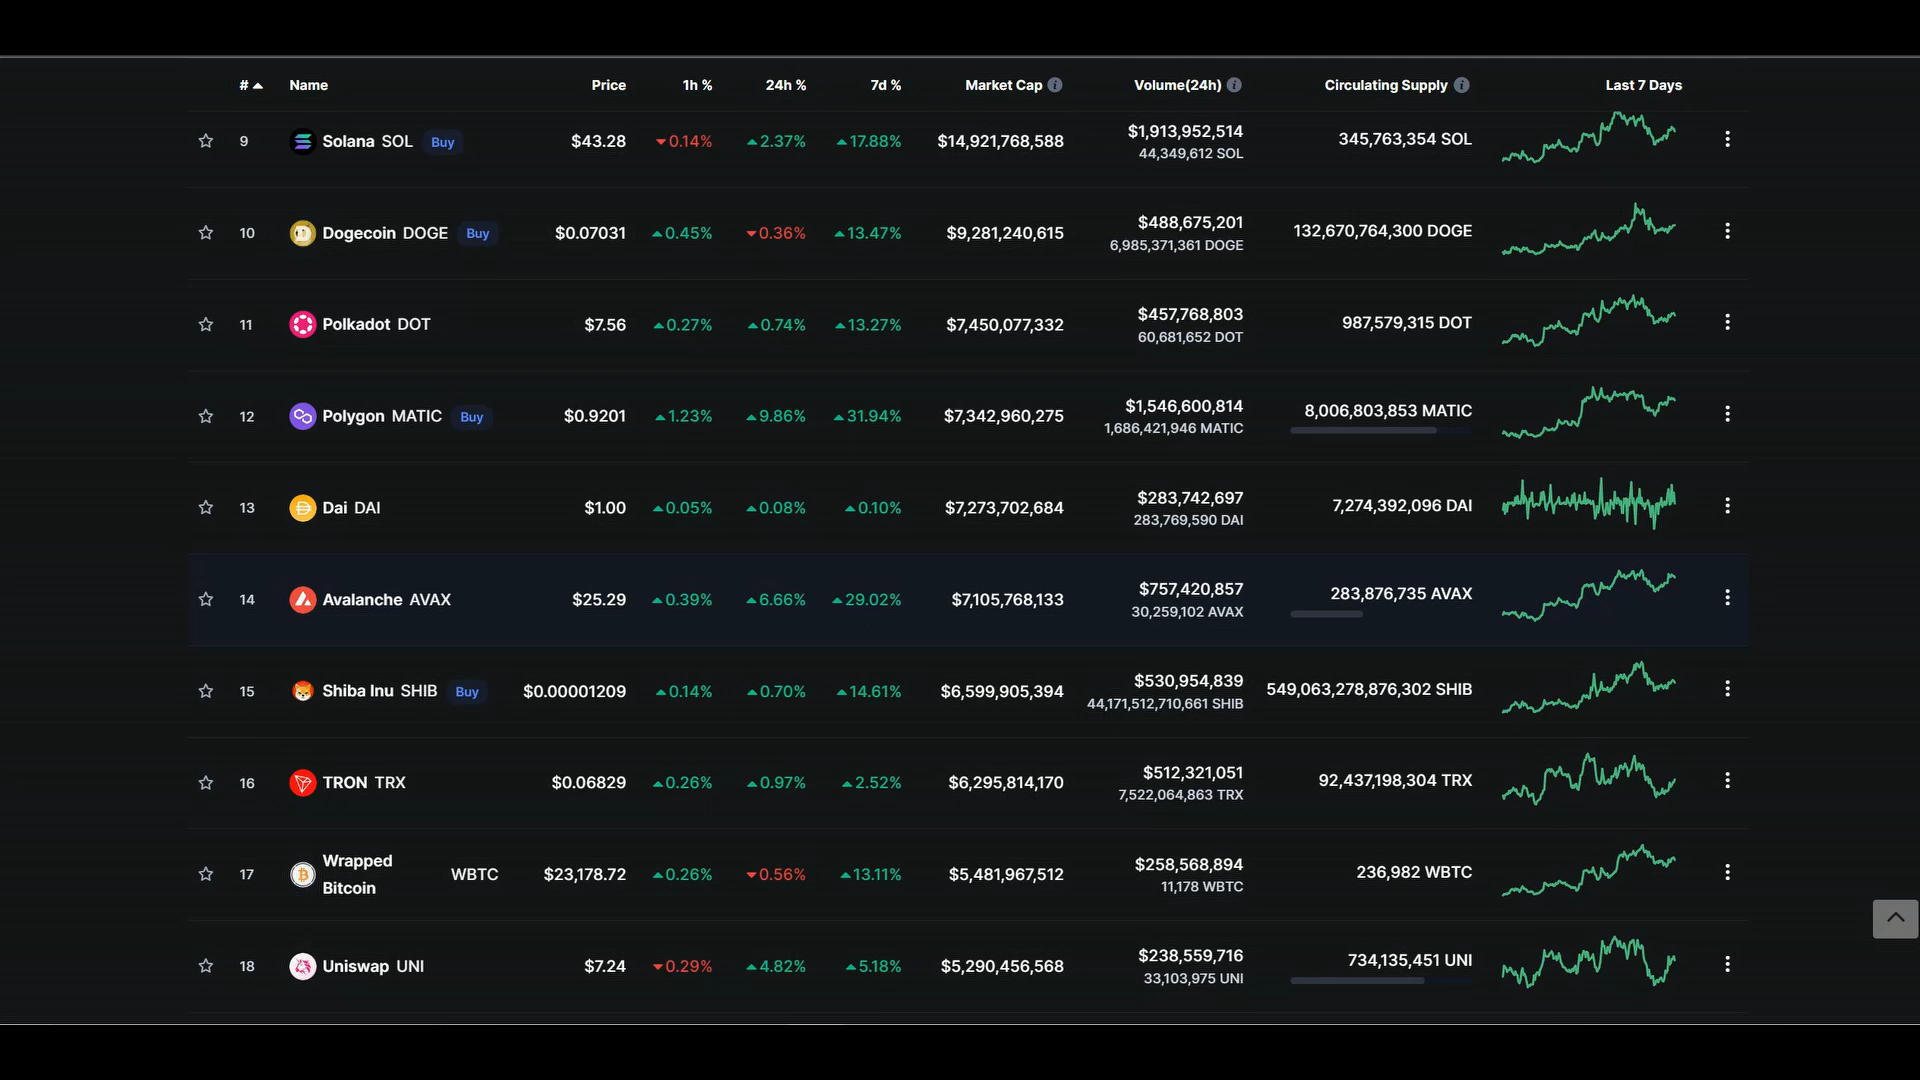 # Name Price 1h % 24h % 7d % Market Cap Volume(24h) Circulating Supply Last 7 Days
9 Solana SOL Buy $43.28 0.14% 2.37% 17.88% $14,921,768,588 $1,913,952,514 345,763,354 SOL
44,349,612 SOL
10 Dogecoin DOGE Buy $0.07031 0.45% 0.36% 13.47% $9,281,240,615 $488,675,201 132,670,764,300 DOGE
6,985,371,361 DOGE
11 Polkadot DOT $7.56 0.27% 0.74% 13.27% $7,450,077,332 $457,768,803 987,579,315 DOT
60,681,652 DOT
12 Polygon MATIC Buy $0.9201 1.23% 9.86% 31.94% $7,342,960,275 $1,546,600,814 8,006,803,853 MATIC
1,686,421,946 MATIC
13 Dai DAI $1.00 0.05% 0.08% 0.10% $7,273,702,684 $283,742,697 7,274,392,096 DAI
283,769,590 DAI
14 Avalanche AVAX $25.29 0.39% 6.66% 29.02% $7,105,768,133 $757,420,857 283,876,735 AVAX
30,259,102 AVAX
15 Shiba Inu SHIB Buy $0.00001209 0.14% 0.70% 14.61% $6,599,905,394 $530,954,839 549,063,278,876,302 SHIB
44,171,512,710,661 SHIB
16 TRON TRX $0.06829 0.26% 0.97% 2.52% $6,295,814,170 $512,321,051 92,437,198,304 TRX
7,522,064,863 TRX
17 Wrapped Bitcoin WBTC $23,178.72 0.26% 0.56% 13.11% $5,481,967,512 $258,568,894 236,982 WBTC
11,178 WBTC
18 Uniswap UNI $7.24 0.29% 4.82% 5.18% $5,290,456,568 $238,559,716 734,135,451 UNI
33,103,975 UNI